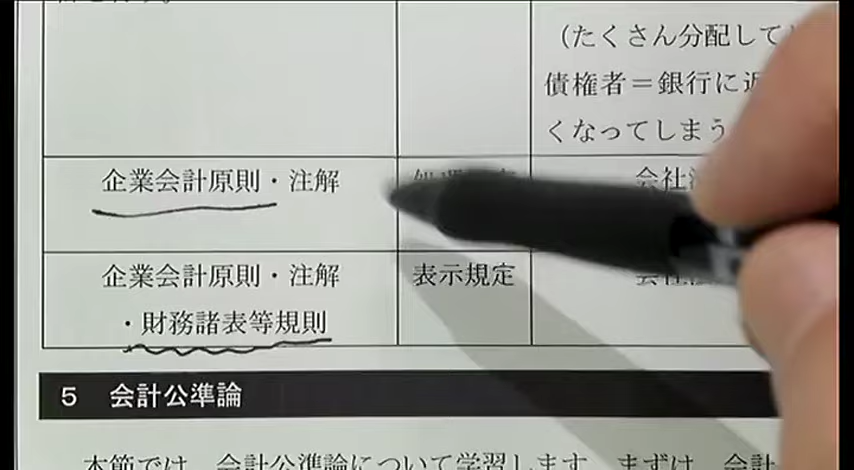 （たくさん分配して
債権者＝銀行に返
くなってしまう
企業会計原則・注解
会社
企業会計原則・注解
表示規定
会社
・財務諸表等規則
5 会計公準論
本節では、会計公準論について学習します。まずは、会計